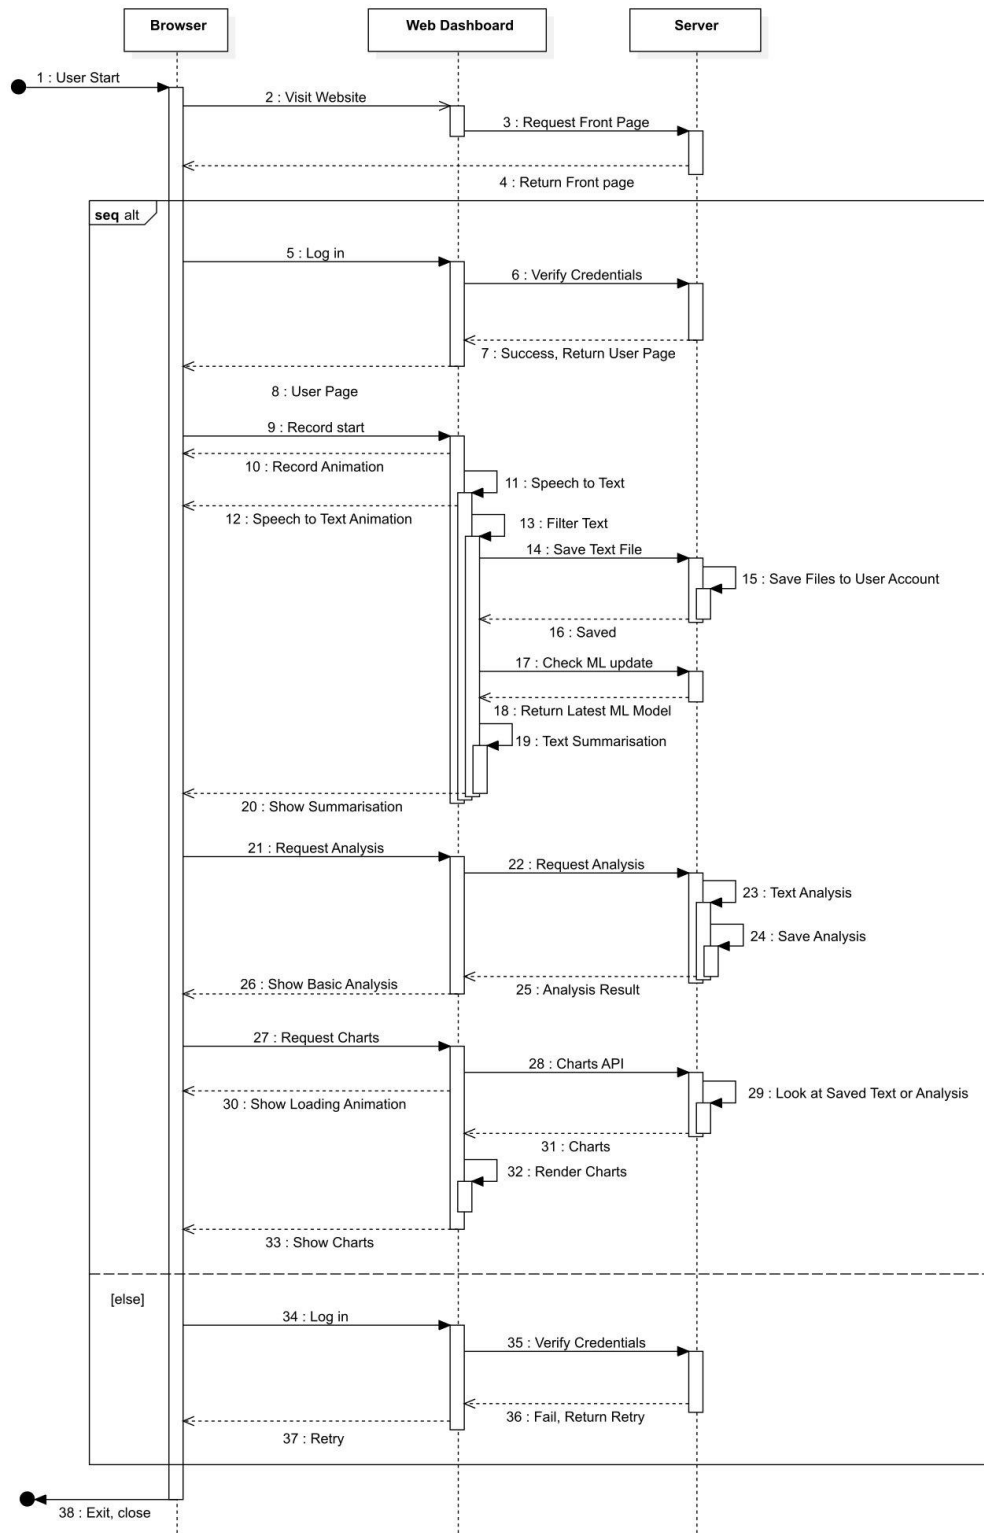 Browser
Web Dashboard
Server
1 : User Start
2 : Visit Website
3 : Request Front Page
4 : Return Front page
seq alt
5 : Log in
6 : Verify Credentials
7 : Success, Return User Page
8 : User Page
9 : Record start
10 : Record Animation
11 : Speech to Text
12 : Speech to Text Animation
13 : Filter Text
14 : Save Text File
15 : Save Files to User Account
16 : Saved
17 : Check ML update
18 : Return Latest ML Model
19 : Text Summarisation
20 : Show Summarisation
21 : Request Analysis
22 : Request Analysis
23 : Text Analysis
24 : Save Analysis
26 : Show Basic Analysis
25 : Analysis Result
27 : Request Charts
28 : Charts API
29 : Look at Saved Text or Analysis
30 : Show Loading Animation
31 : Charts
32 : Render Charts
33 : Show Charts
[else]
34 : Log in
35 : Verify Credentials
36 : Fail, Return Retry
37 : Retry
38 : Exit, close